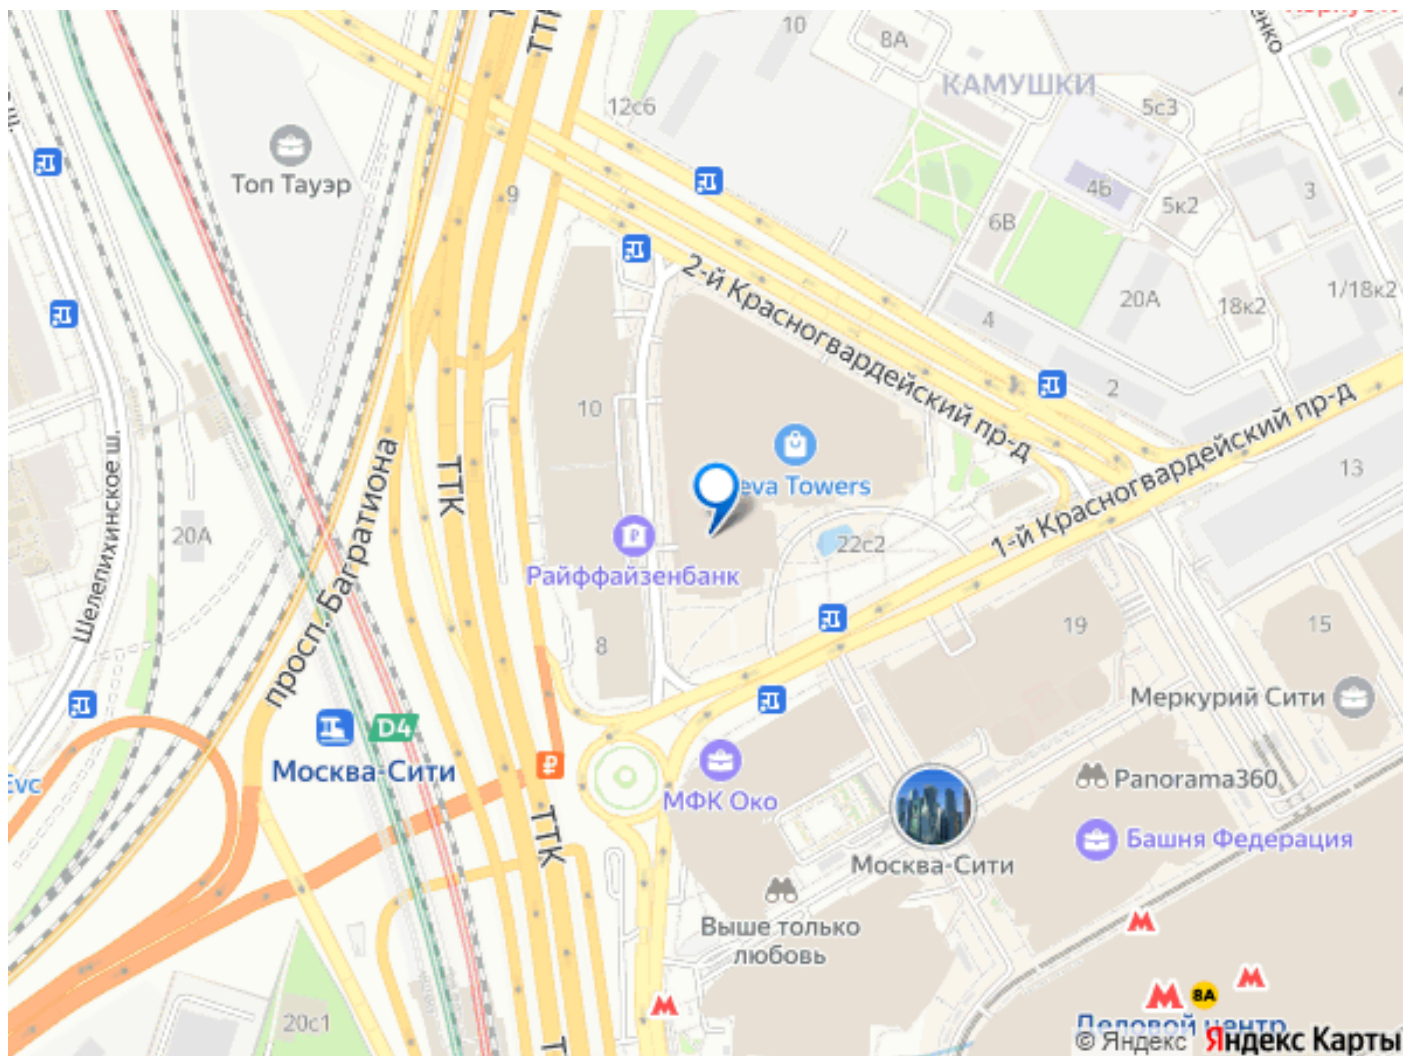 10
8А
КАМУШКИ
ТТК
12с6
5с3
Топ Тауэр
9
4Б
5к2
3
6В
2-й Красногвардейский пр-д
20А
18к2
1/18к2
4
2
10
1-й Красногвардейский пр-д
13
ТТК
просп. Багратиона
Шелепихинское ш.
20А
eva Towers
22с2
Райффайзенбанк
8
19
15
Меркурий Сити
D4
Москва-Сити
₽
МФК Око
Panorama360
ТТК
Башня Федерация
Москва-Сити
Выше только
любовь
20с1
8А
Деловой центр
© Яндекс Яндекс Карты